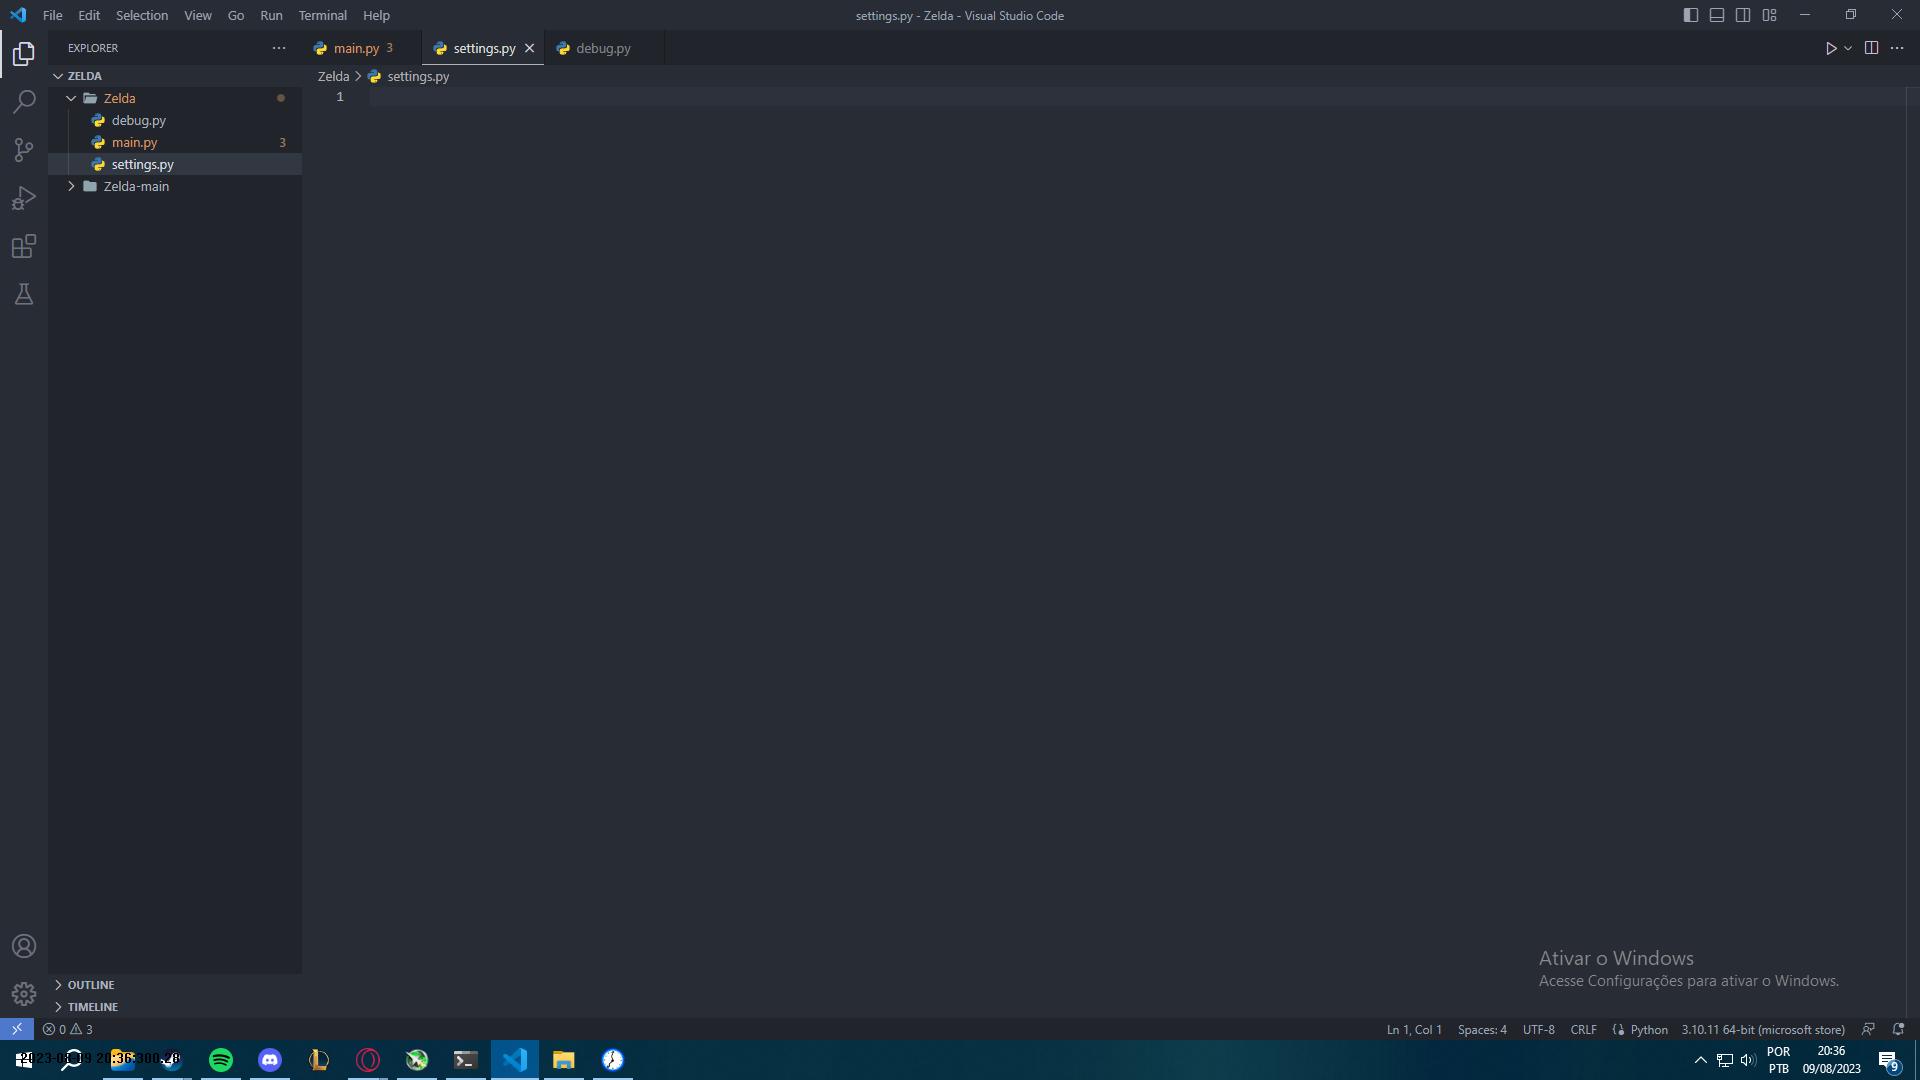 File Edit Selection View Go Run Terminal Help
settings.py - Zelda - Visual Studio Code
EXPLORER
main.py 3
settings.py
debug.py
ZELDA
Zelda > settings.py
Zelda
1
debug.py
main.py 3
settings.py
Zelda-main
Ativar o Windows
Acesse Configurações para ativar o Windows.
OUTLINE
TIMELINE
0 3
Ln 1, Col 1 Spaces: 4 UTF-8 CRLF Python 3.10.11 64-bit (microsoft store)
POR
PTB
20:36
09/08/2023
9